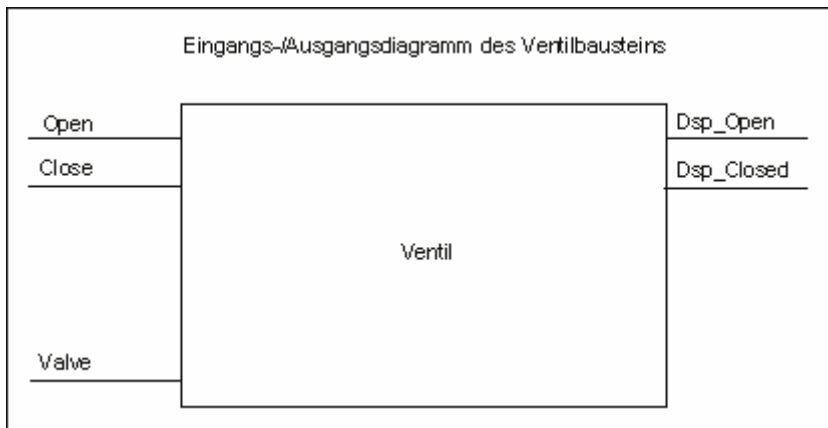 Eingangs-/Ausgangsdiagramm des Ventilbausteins
Open
Dsp_Open
Close
Dsp_Closed
Ventil
Valve